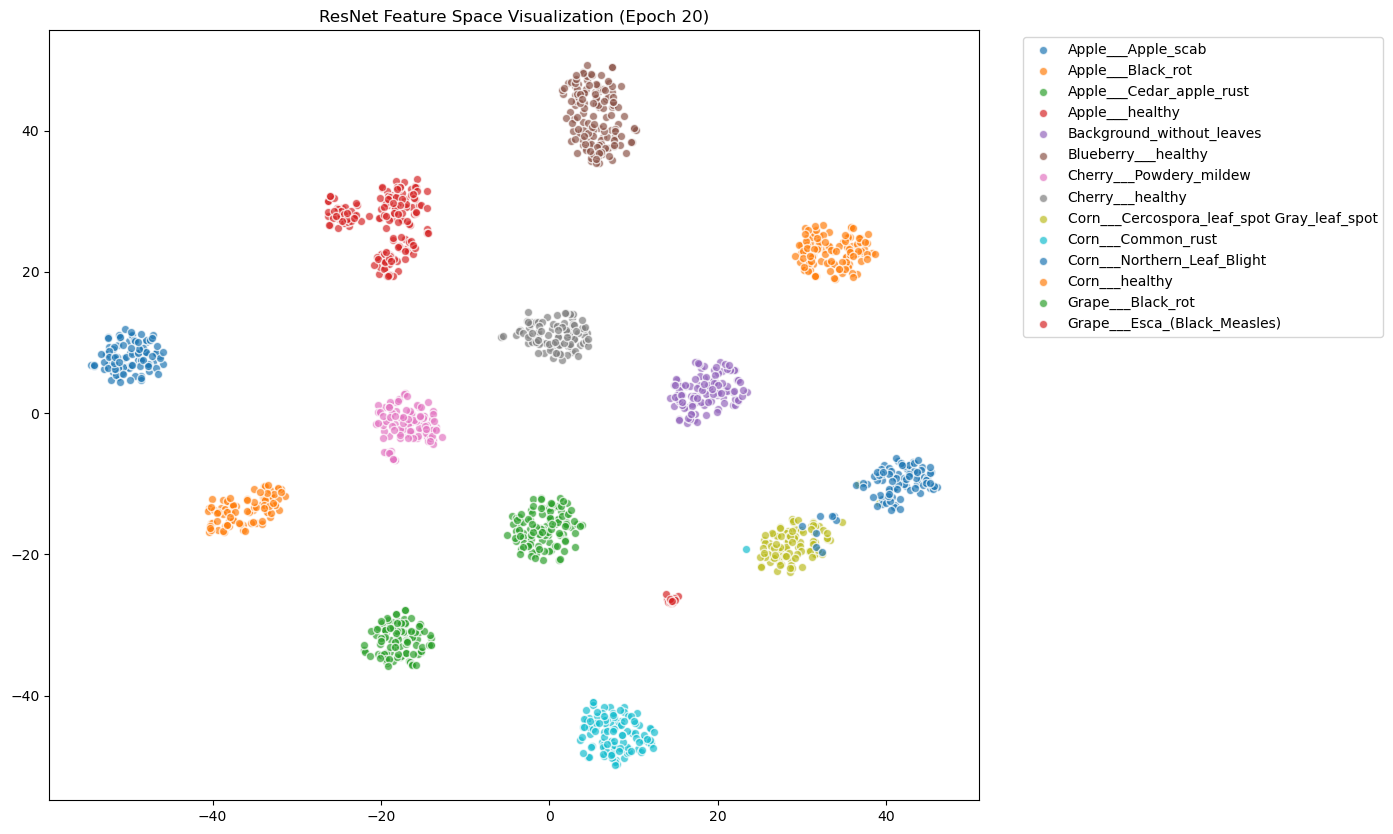 ResNet Feature Space Visualization (Epoch 20)
Apple___Apple_scab
Apple___Black_rot
Apple___Cedar_apple_rust
Apple___healthy
Background_without_leaves
Blueberry___healthy
Cherry___Powdery_mildew
Cherry___healthy
Corn___Cercospora_leaf_spot Gray_leaf_spot
Corn___Common_rust
Corn___Northern_Leaf_Blight
Corn___healthy
Grape___Black_rot
Grape___Esca_(Black_Measles)
40
20
0
−20
−40
−40
−20
0
20
40